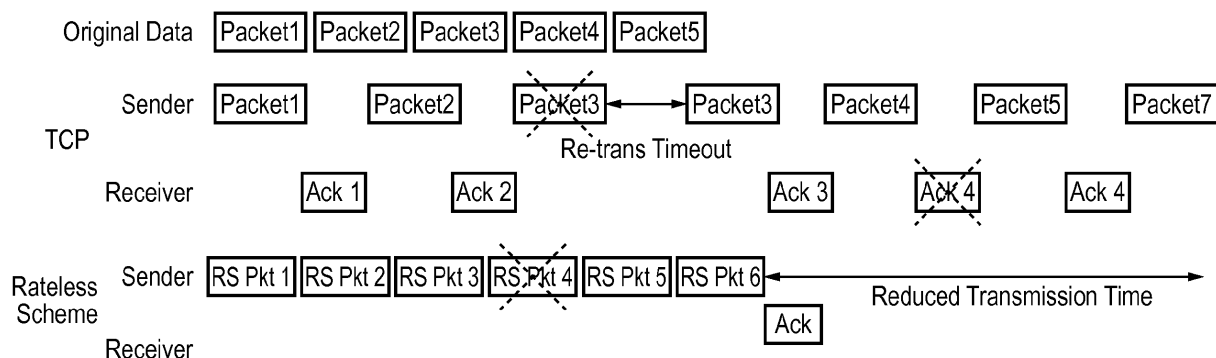 Original Data Packet1 Packet2 Packet3 Packet4 Packet5
Sender Packet1 Packet2 Packet3 Packet3 Packet4 Packet5 Packet7
TCP
Re-trans Timeout
Receiver Ack 1 Ack 2 Ack 3 Ack 4 Ack 4
Sender RS Pkt 1 RS Pkt 2 RS Pkt 3 RS Pkt 4 RS Pkt 5 RS Pkt 6
Rateless
Scheme
Reduced Transmission Time
Ack
Receiver